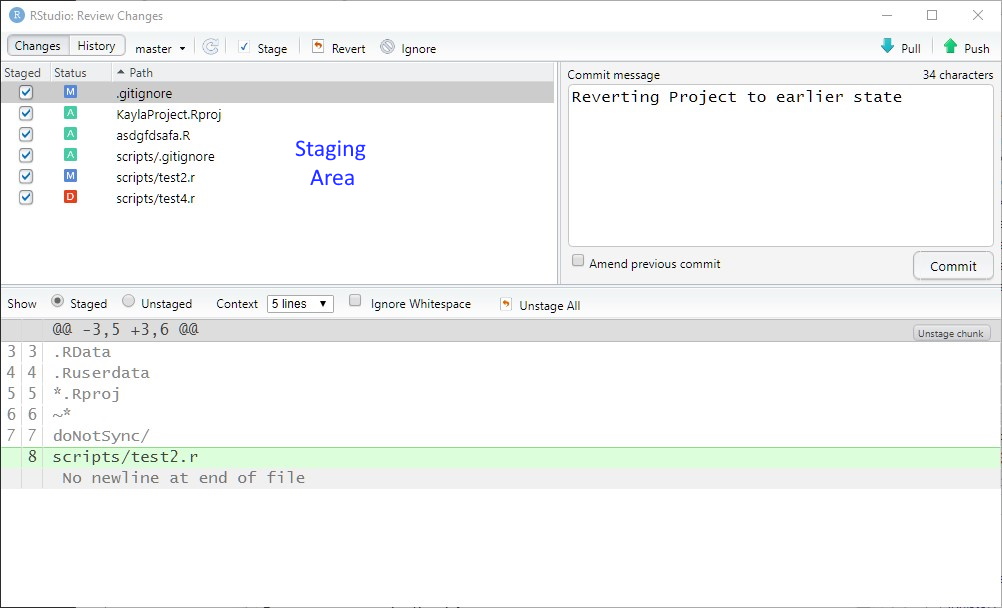 RStudio: Review Changes
Changes History master Stage Revert Ignore Pull Push
Staged Status Path
M .gitignore
A KaylaProject.Rproj
A asdgfdsafa.R
A scripts/.gitignore
M scripts/test2.r
D scripts/test4.r
Staging
Area
Commit message 34 characters
Reverting Project to earlier state
Amend previous commit Commit
Show Staged Unstaged Context 5 lines Ignore Whitespace Unstage All
@@ -3,5 +3,6 @@ Unstage chunk
3 3 .RData
4 4 .Ruserdata
5 5 *.Rproj
6 6 ~*
7 7 doNotSync/
8 scripts/test2.r
No newline at end of file